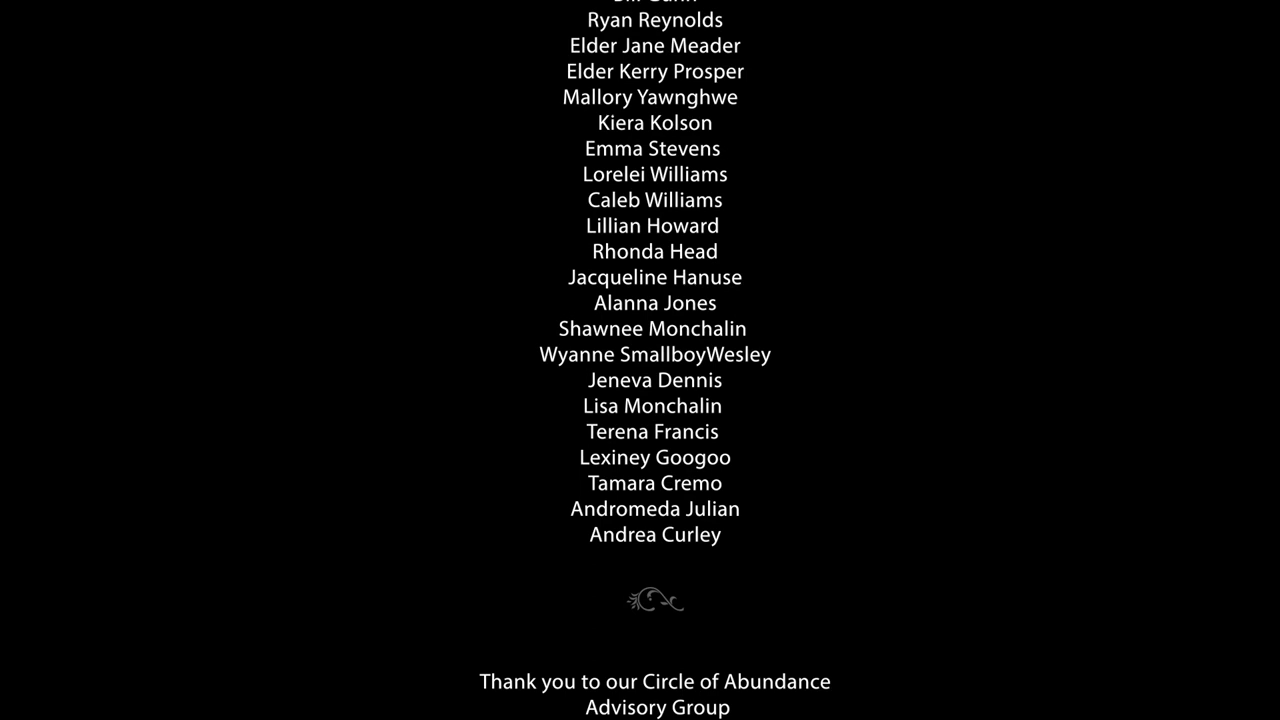 Ryan Reynolds
Elder Jane Meader
Elder Kerry Prosper
Mallory Yawnghwe
Kiera Kolson
Emma Stevens
Lorelei Williams
Caleb Williams
Lillian Howard
Rhonda Head
Jacqueline Hanuse
Alanna Jones
Shawnee Monchalin
Wyanne SmallboyWesley
Jeneva Dennis
Lisa Monchalin
Terena Francis
Lexiney Googoo
Tamara Cremo
Andromeda Julian
Andrea Curley
Thank you to our Circle of Abundance
Advisory Group